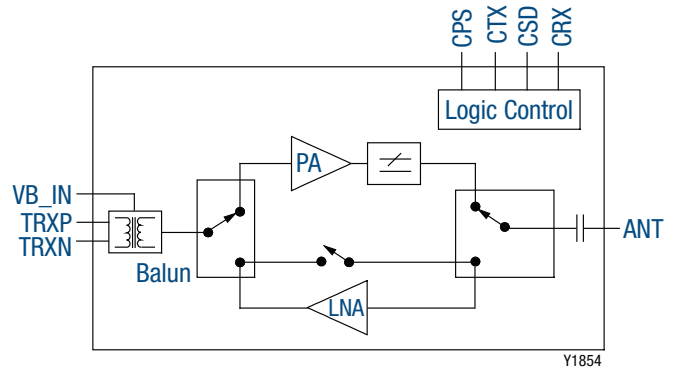 CPS
CTX
CSD
CRX
Logic Control
PA
VB_IN
TRXP
TRXN
ANT
Balun
LNA
Y1854